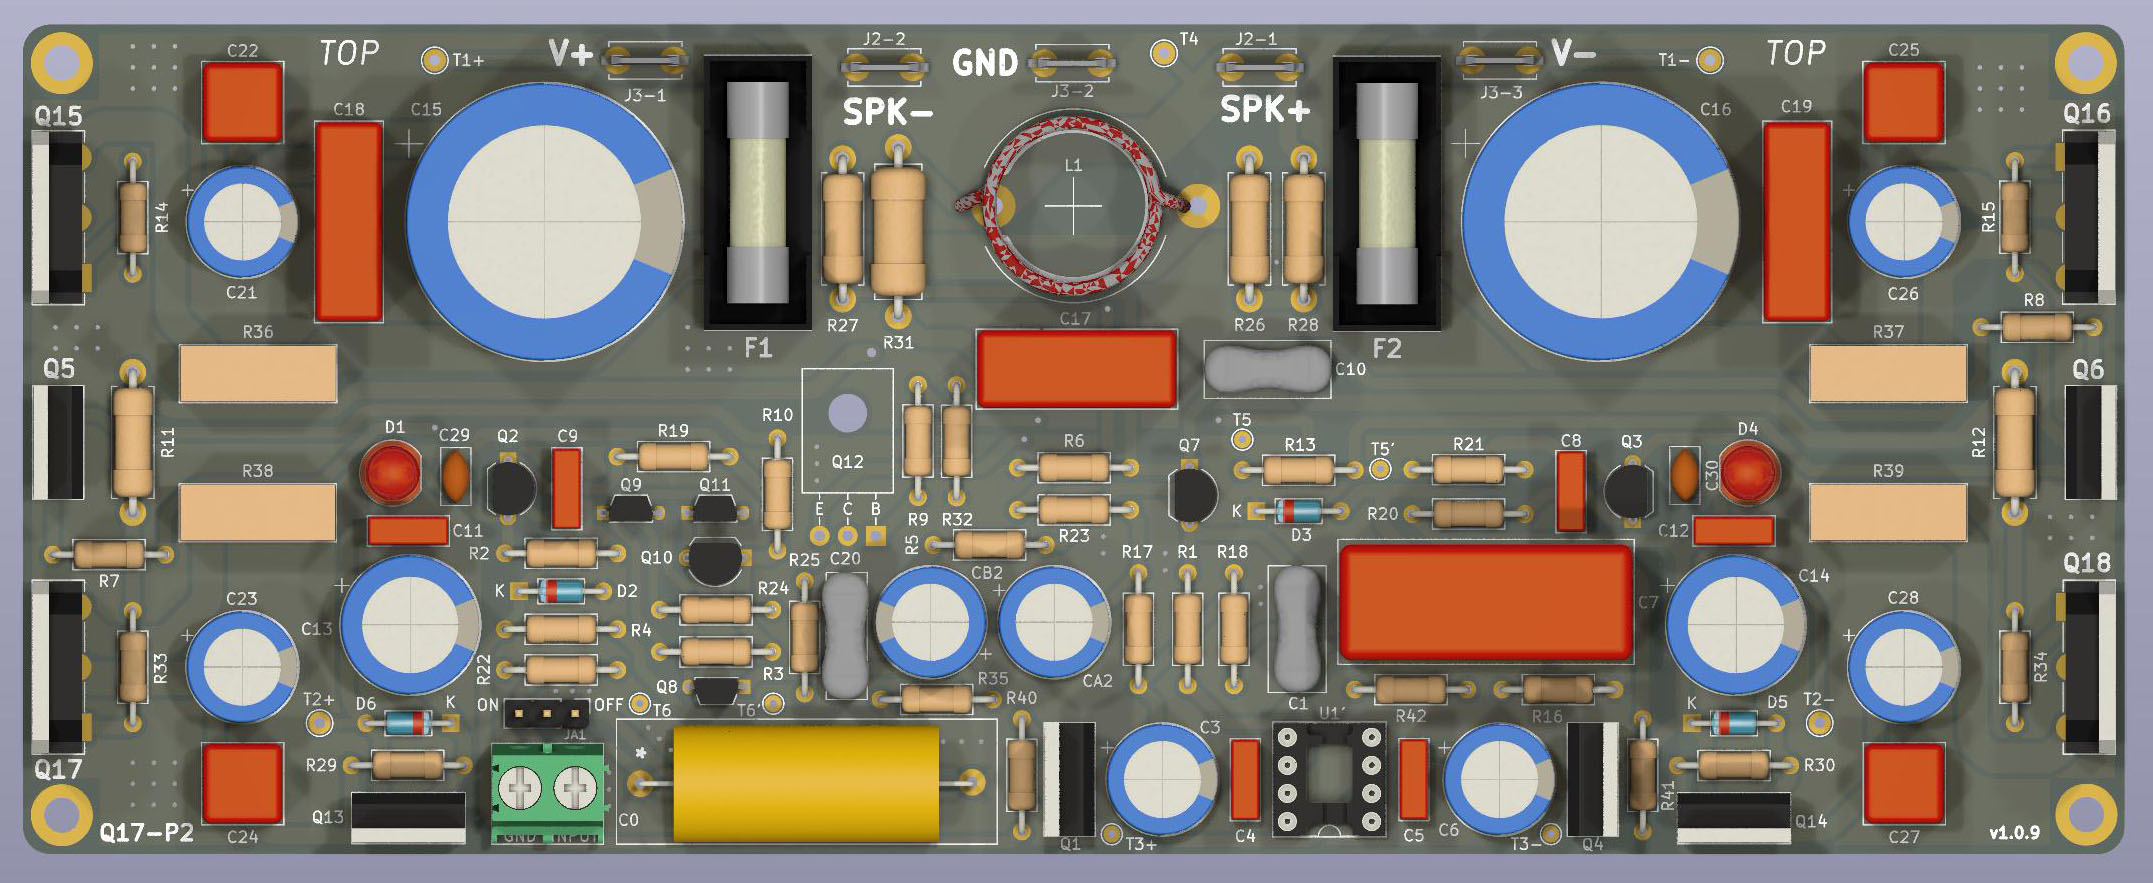 C22
TOP
T1+
V+
J2-2
GND
T4
J2-1
V-
T1-
TOP
C25
Q15
C18
C15
J3-1
SPK-
J3-2
SPK+
J3-3
C16
C19
Q16
L1
R14
R15
C21
R27
R31
C17
R26
R28
C26
R8
R36
F1
F2
R37
Q5
C10
Q6
R11
R10
D1
C29
Q2
C9
R19
R6
T5
R13
T5'
R21
C8
Q3
D4
R12
Q7
Q12
R38
Q9
Q11
C30
R39
E C B
K
R20
C11
R9
R32
R23
D3
C12
R7
R2
Q10
R5
R25
C20
R17
R1
R18
Q17
Q18
K
D2
R24
CB2
C14
C23
C13
R4
C7
C28
R33
R22
Q8
R3
R35
CA2
R34
T2+
D6
K
ON
OFF
T6
T6'
R40
C1
R42
R16
K
D5
T2-
JA1
*
C3
U1'
R29
R30
R41
C24
Q13
C0
Q14
C27
Q17-P2
GND
INPUT
Q1
T3+
C4
C5
C6
T3-
Q4
v1.0.9